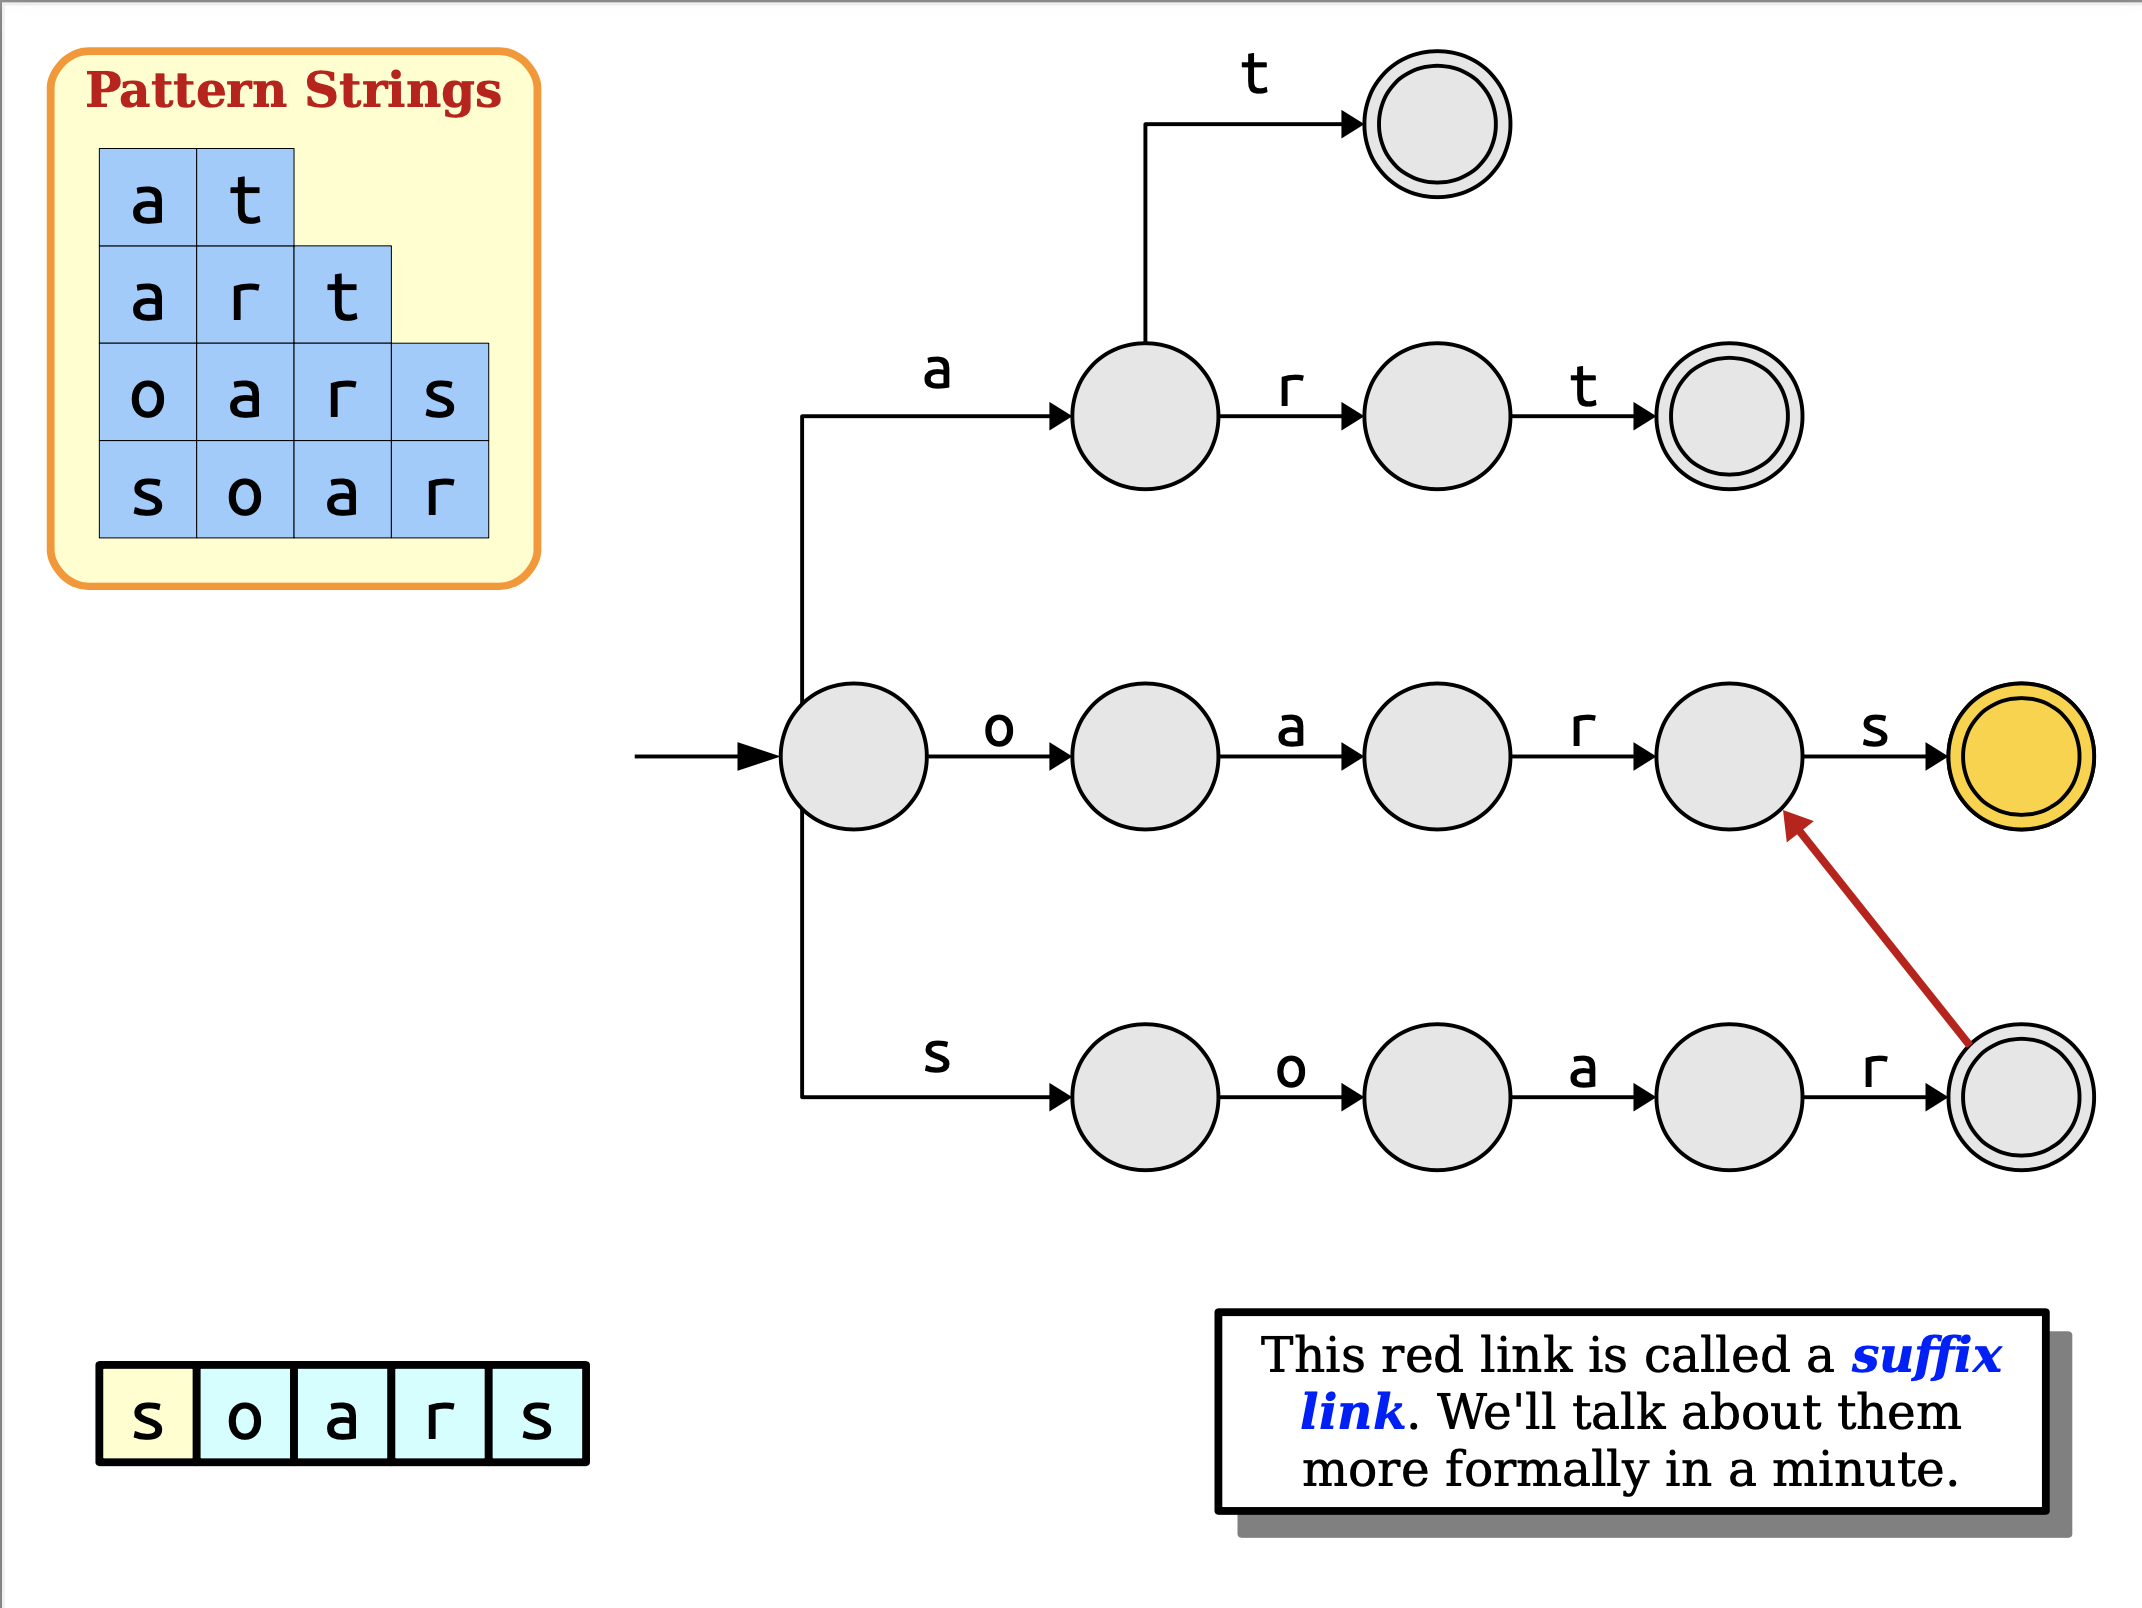 Pattern Strings
a t
a r t
o a r s
s o a r
t
a
r
t
o
a
r
s
s
o
a
r
s o a r s
This red link is called a suffix
link. We'll talk about them
more formally in a minute.